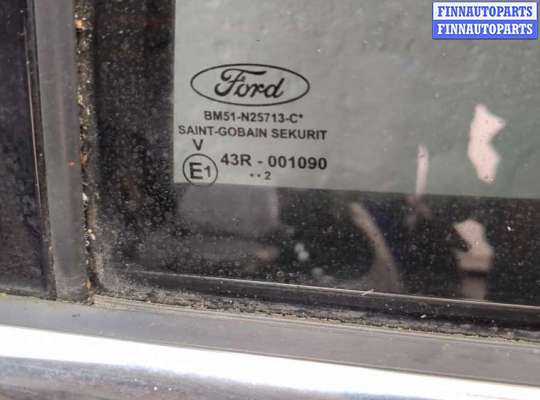 FINNAUTOPARTS
FINNAUTOPARTS
Ford
BM51-N25713-C*
SAINT-GOBAIN SEKURIT
V
E1 43R - 001090
•• 2